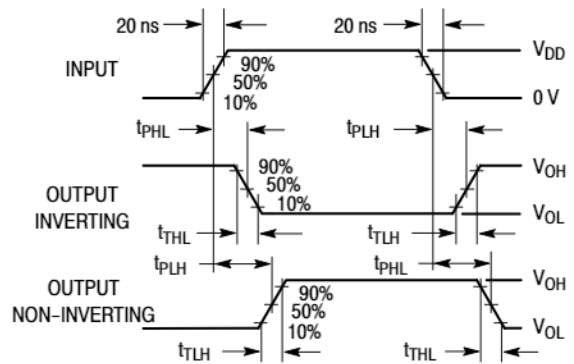 20 ns
20 ns
INPUT
90%
50%
10%
VDD
0 V
tPHL
tPLH
OUTPUT
INVERTING
90%
50%
10%
VOH
VOL
tTHL
tTLH
tPLH
tPHL
OUTPUT
NON–INVERTING
90%
50%
10%
VOH
VOL
tTLH
tTHL